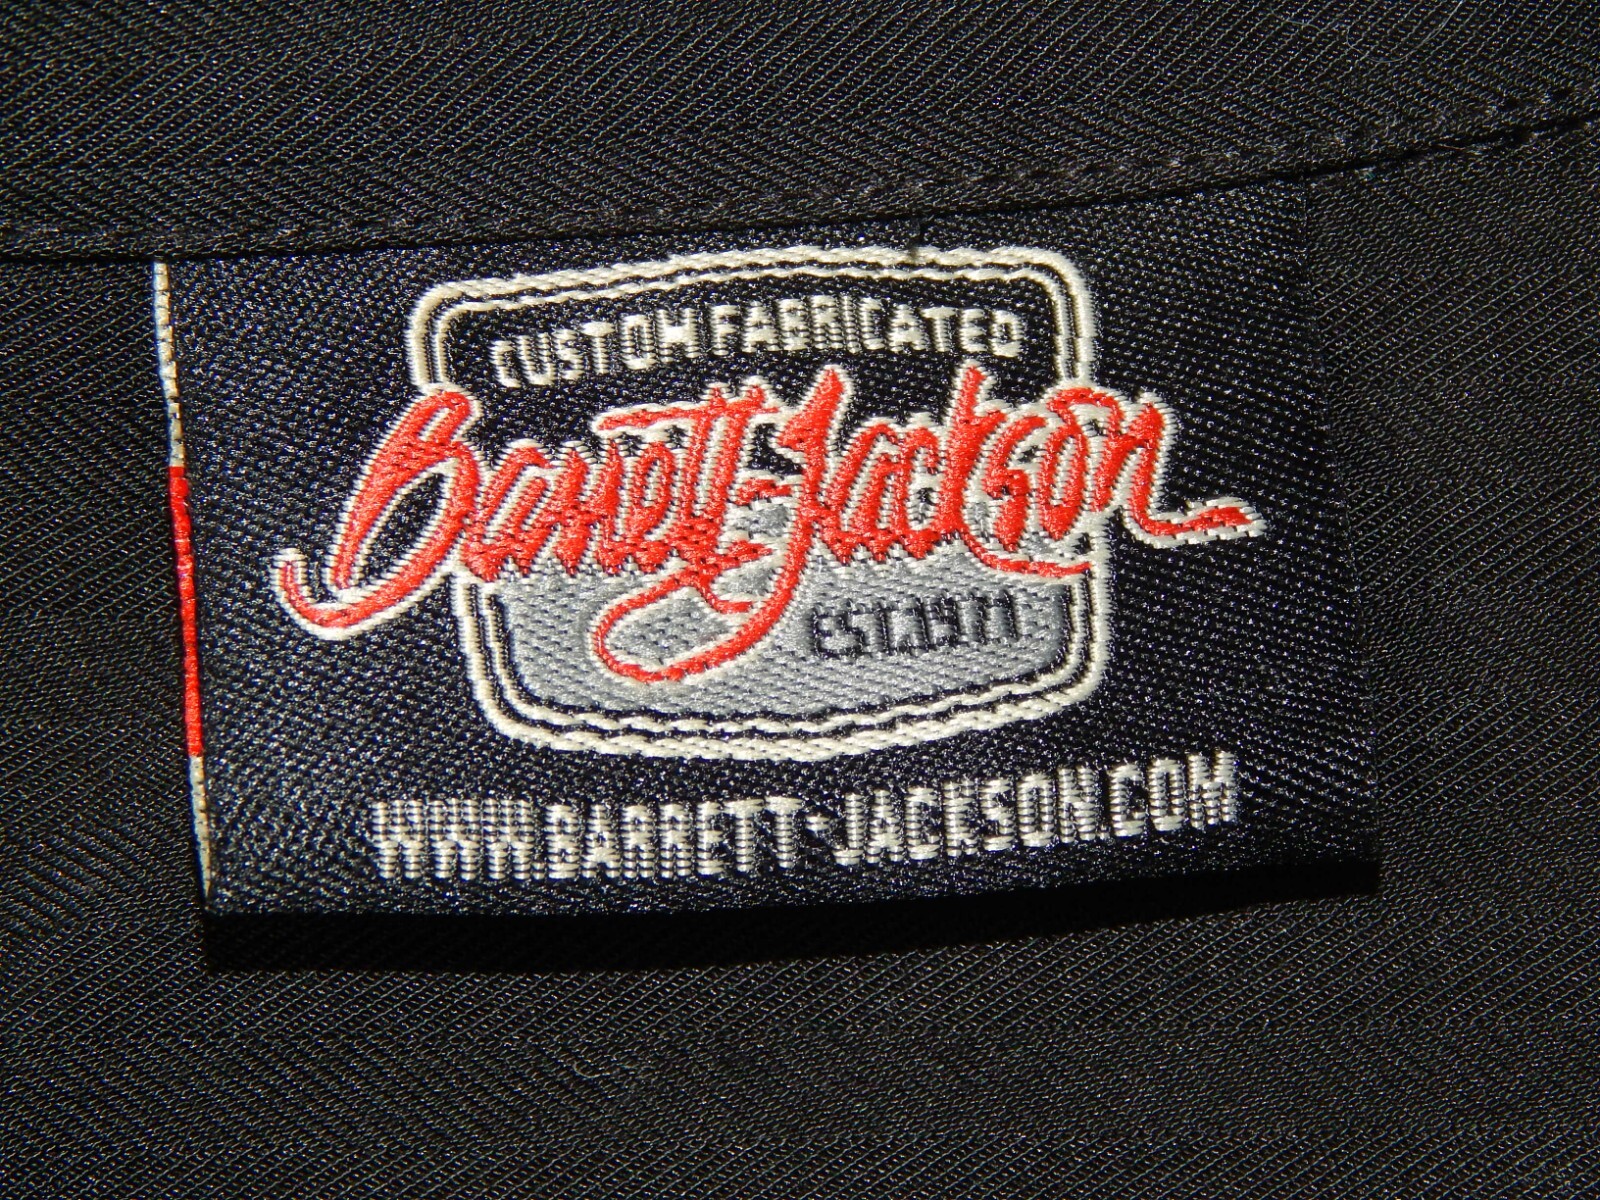 CUSTOM FABRICATED
Barrett-Jackson
EST.1971
WWW.BARRETT-JACKSON.COM